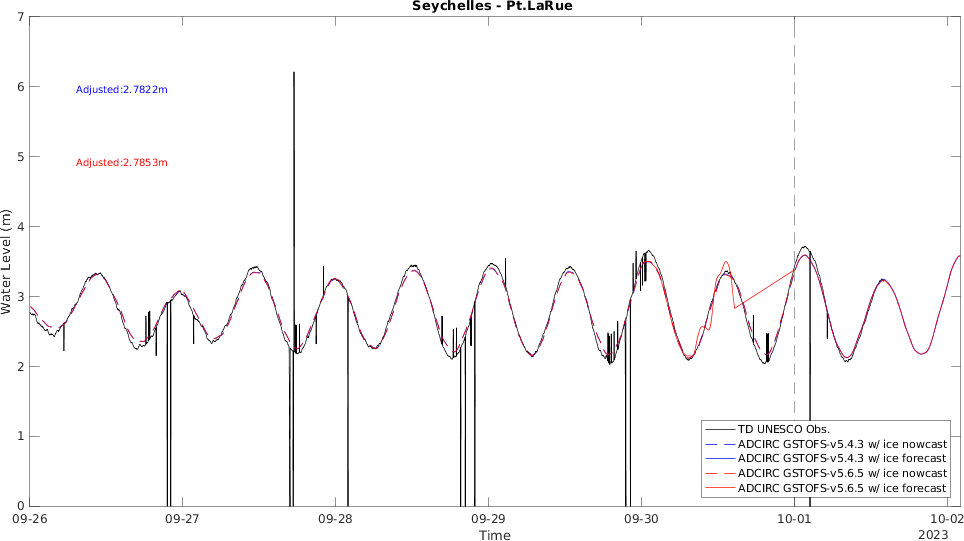 Seychelles - Pt.LaRue
7
6
5
4
3
2
1
0
Water Level (m)
Adjusted:2.7822m
Adjusted:2.7853m
TD UNESCO Obs.
ADCIRC GSTOFS-v5.4.3 w/ ice nowcast
ADCIRC GSTOFS-v5.4.3 w/ ice forecast
ADCIRC GSTOFS-v5.6.5 w/ ice nowcast
ADCIRC GSTOFS-v5.6.5 w/ ice forecast
09-26 09-27 09-28 09-29 09-30 10-01 10-02
Time
2023